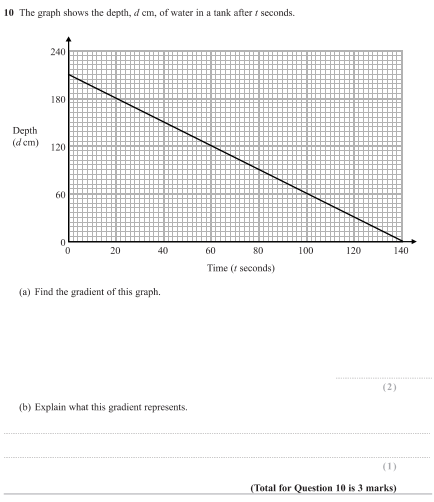 10 The graph shows the depth, d cm, of water in a tank after t seconds.
240
180
Depth
(d cm)
120
60
0
0 20 40 60 80 100 120 140
Time (t seconds)
(a) Find the gradient of this graph.
(2)
(b) Explain what this gradient represents.
(1)
(Total for Question 10 is 3 marks)